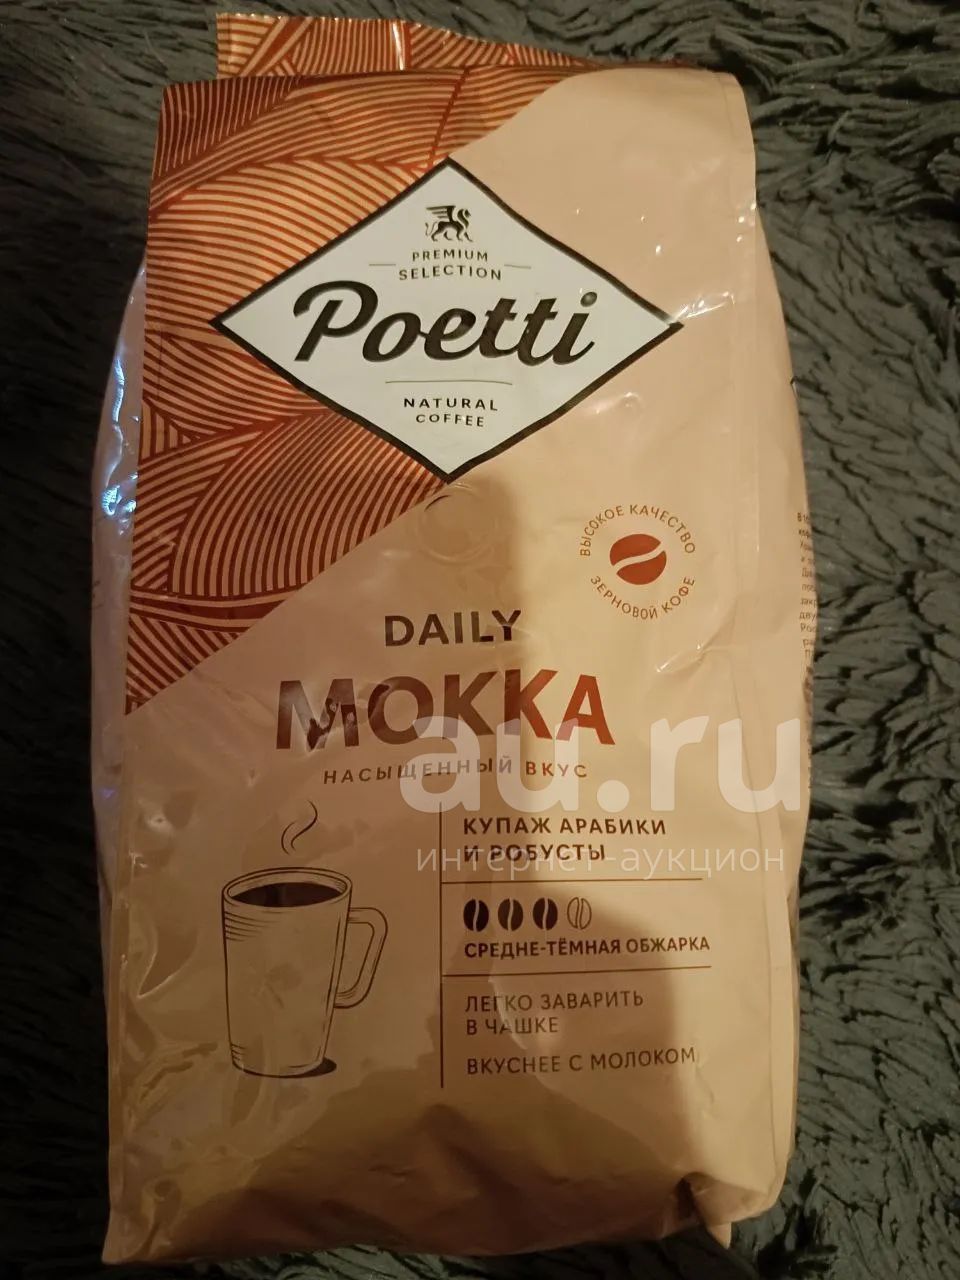 PREMIUM
SELECTION
Poetti
NATURAL
COFFEE
ВЫСОКОЕ КАЧЕСТВО
ЗЕРНОВОЙ КОФЕ
DAILY
MOKKA
НАСЫЩЕННЫЙ ВКУС
au.ru
интернет-аукцион
КУПАЖ АРАБИКИ
И РОБУСТЫ
СРЕДНЕ-ТЁМНАЯ ОБЖАРКА
ЛЕГКО ЗАВАРИТЬ
В ЧАШКЕ
ВКУСНЕЕ С МОЛОКОМ